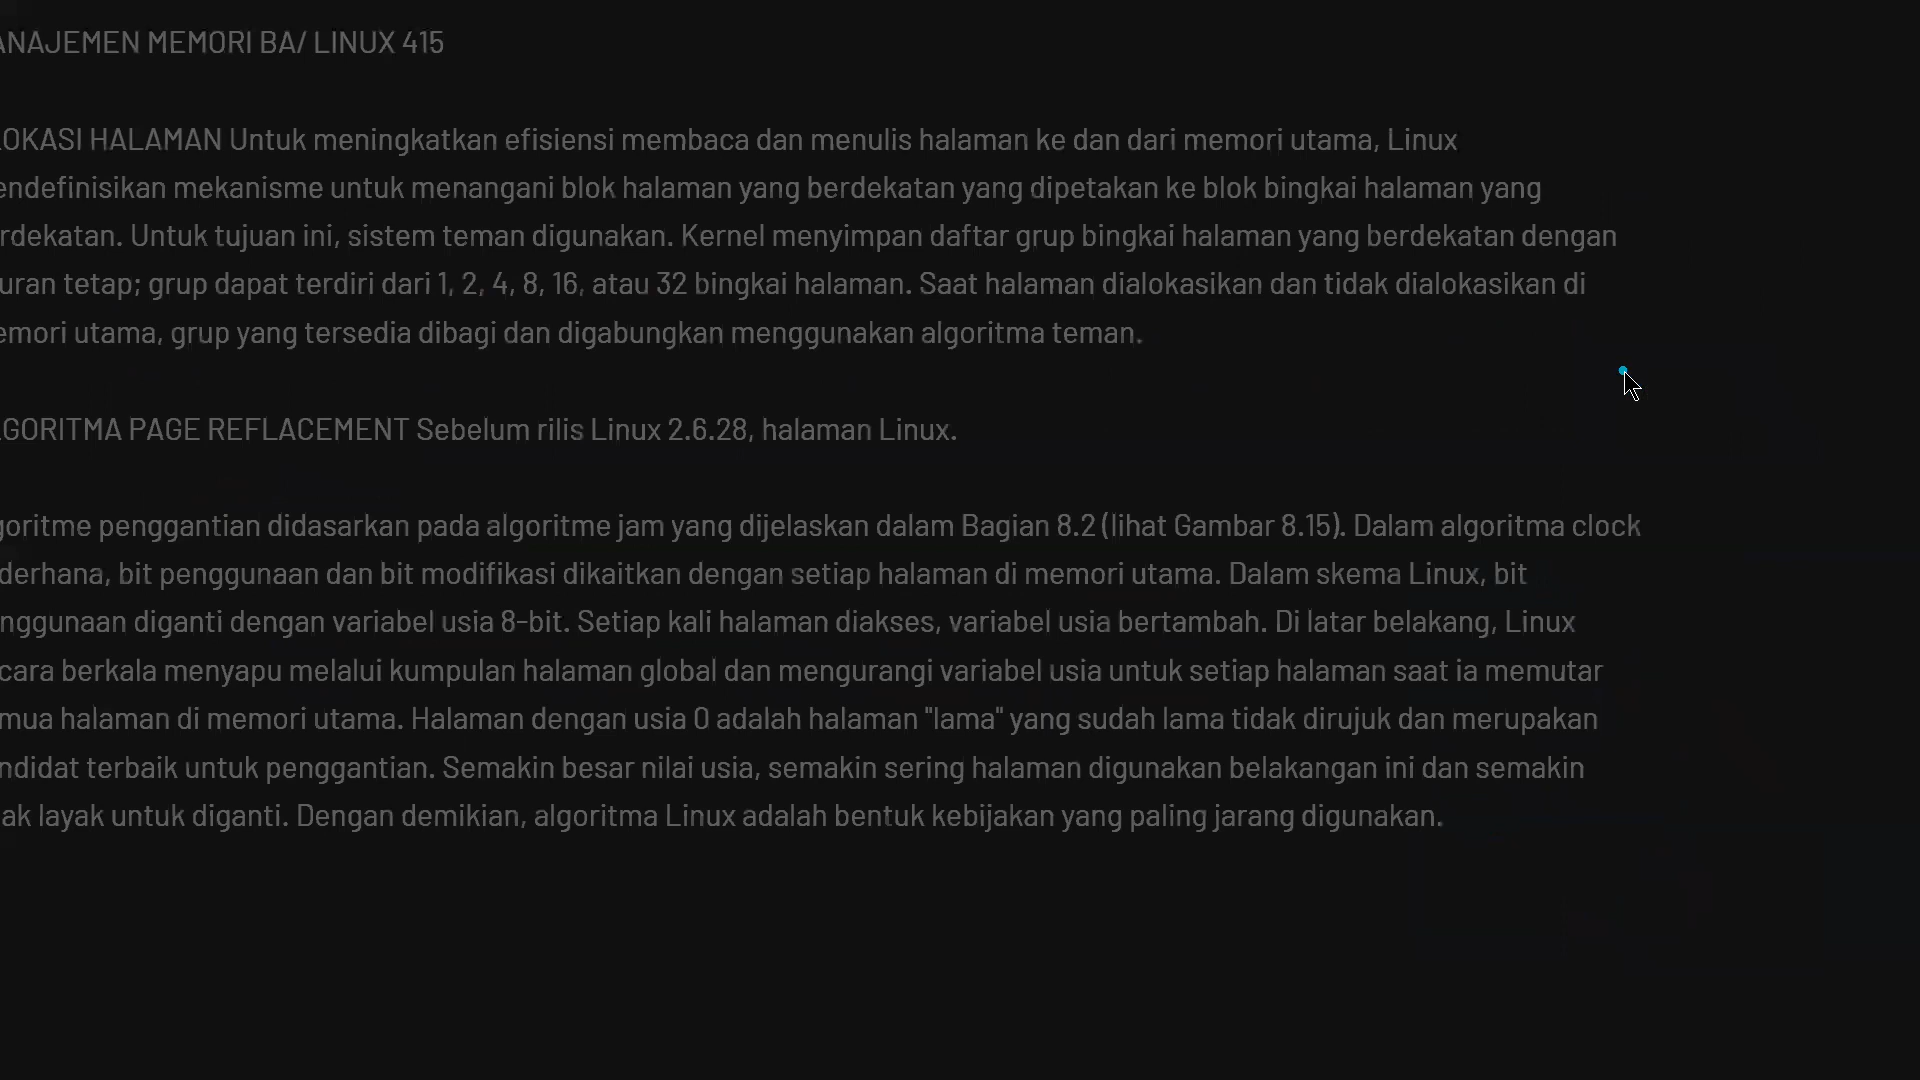 ANAJEMEN MEMORI BA/ LINUX 415
LOKASI HALAMAN Untuk meningkatkan efisiensi membaca dan menulis halaman ke dan dari memori utama, Linux
endefinisikan mekanisme untuk menangani blok halaman yang berdekatan yang dipetakan ke blok bingkai halaman yang
rdekatan. Untuk tujuan ini, sistem teman digunakan. Kernel menyimpan daftar grup bingkai halaman yang berdekatan dengan
uran tetap; grup dapat terdiri dari 1, 2, 4, 8, 16, atau 32 bingkai halaman. Saat halaman dialokasikan dan tidak dialokasikan di
emori utama, grup yang tersedia dibagi dan digabungkan menggunakan algoritma teman.
LGORITMA PAGE REFLACEMENT Sebelum rilis Linux 2.6.28, halaman Linux.
goritme penggantian didasarkan pada algoritme jam yang dijelaskan dalam Bagian 8.2 (lihat Gambar 8.15). Dalam algoritma clock
derhana, bit penggunaan dan bit modifikasi dikaitkan dengan setiap halaman di memori utama. Dalam skema Linux, bit
nggunaan diganti dengan variabel usia 8-bit. Setiap kali halaman diakses, variabel usia bertambah. Di latar belakang, Linux
cara berkala menyapu melalui kumpulan halaman global dan mengurangi variabel usia untuk setiap halaman saat ia memutar
mua halaman di memori utama. Halaman dengan usia 0 adalah halaman "lama" yang sudah lama tidak dirujuk dan merupakan
ndidat terbaik untuk penggantian. Semakin besar nilai usia, semakin sering halaman digunakan belakangan ini dan semakin
ak layak untuk diganti. Dengan demikian, algoritma Linux adalah bentuk kebijakan yang paling jarang digunakan.